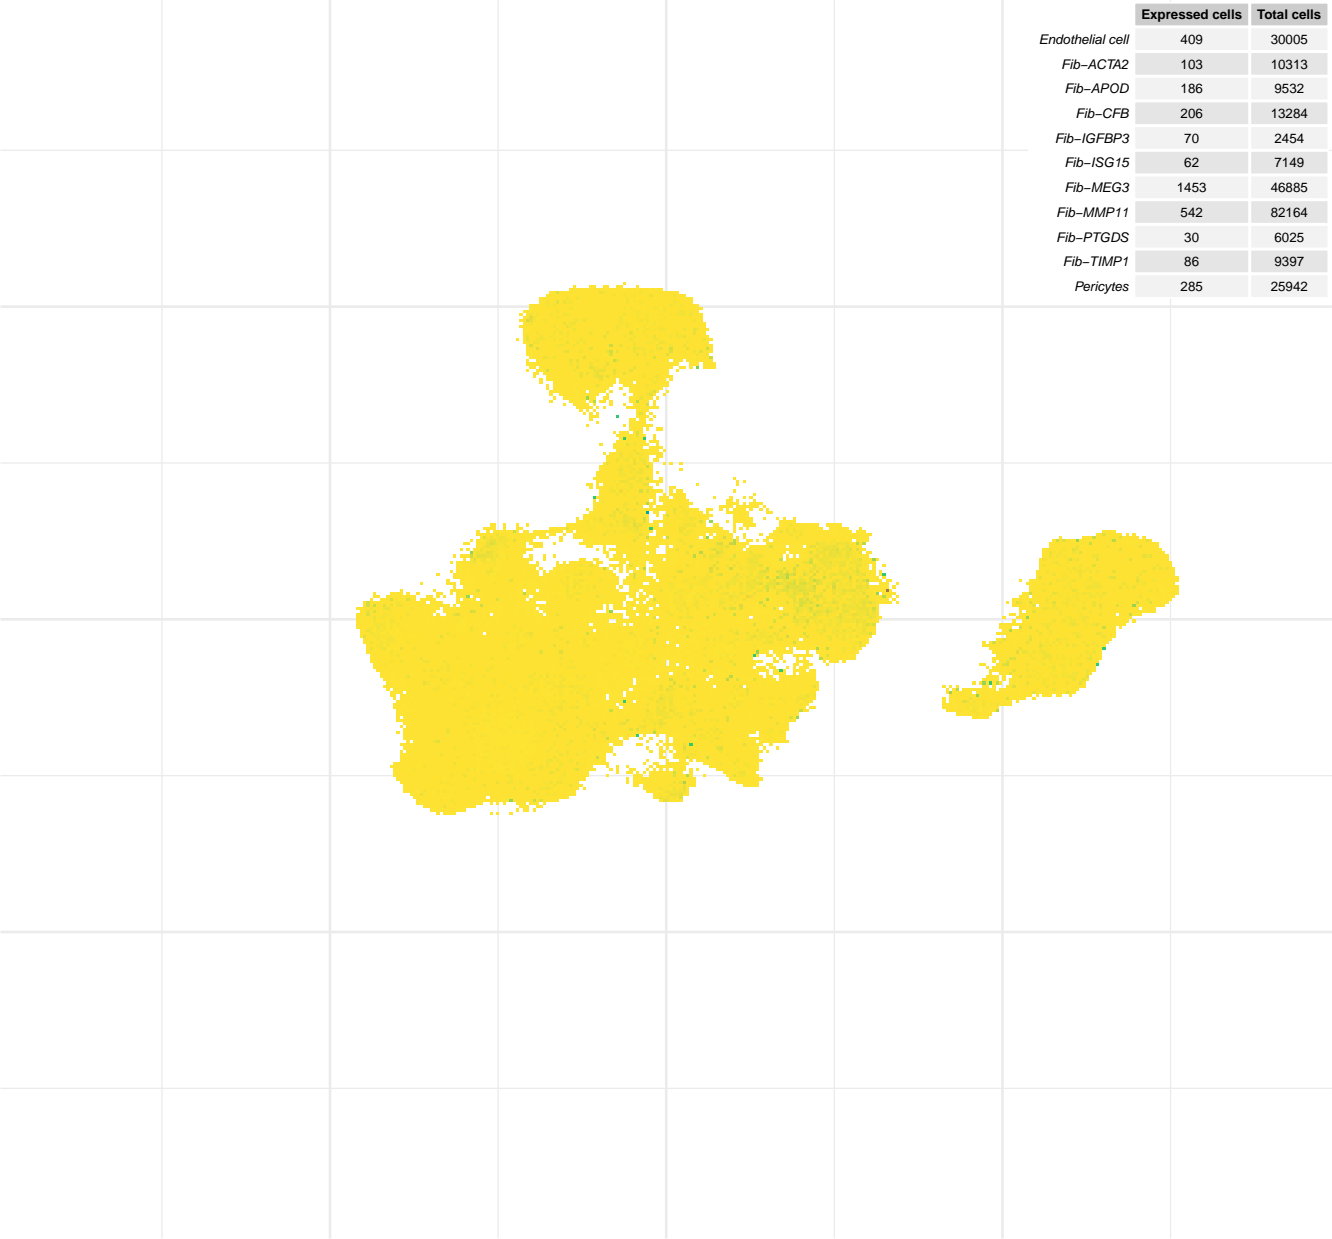 Expressed cells Total cells
Endothelial cell 409 30005
Fib−ACTA2 103 10313
Fib−APOD 186 9532
Fib−CFB 206 13284
Fib−IGFBP3 70 2454
Fib−ISG15 62 7149
Fib−MEG3 1453 46885
Fib−MMP11 542 82164
Fib−PTGDS 30 6025
Fib−TIMP1 86 9397
Pericytes 285 25942